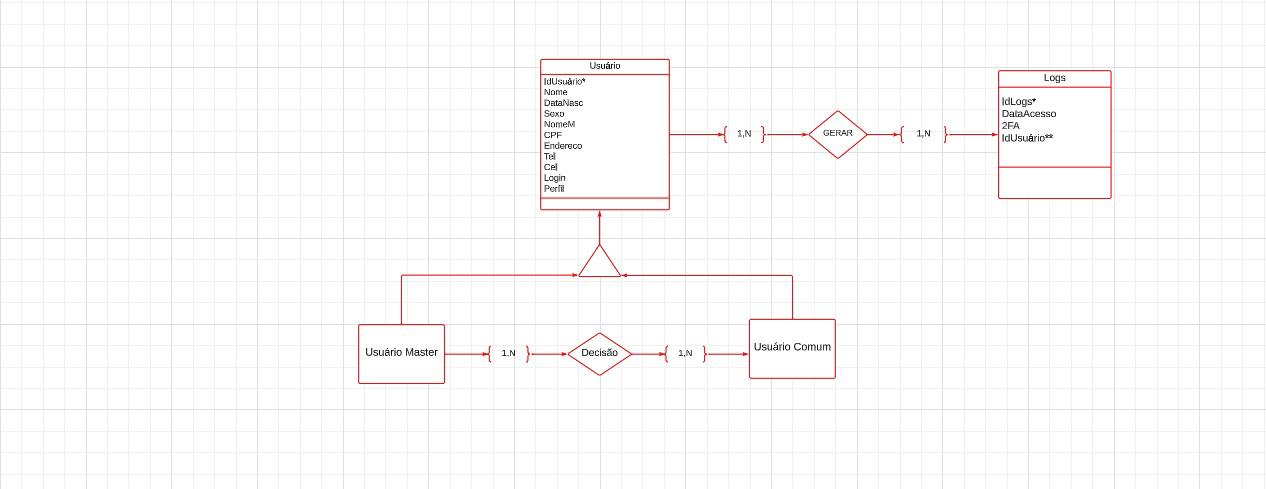 Usuário
IdUsuário*
Nome
DataNasc
Sexo
NomeM
CPF
Endereco
Tel
Cel
Login
Perfil
1,N
GERAR
1,N
Logs
IdLogs*
DataAcesso
2FA
IdUsuário**
Usuário Master
1,N
Decisão
1,N
Usuário Comum